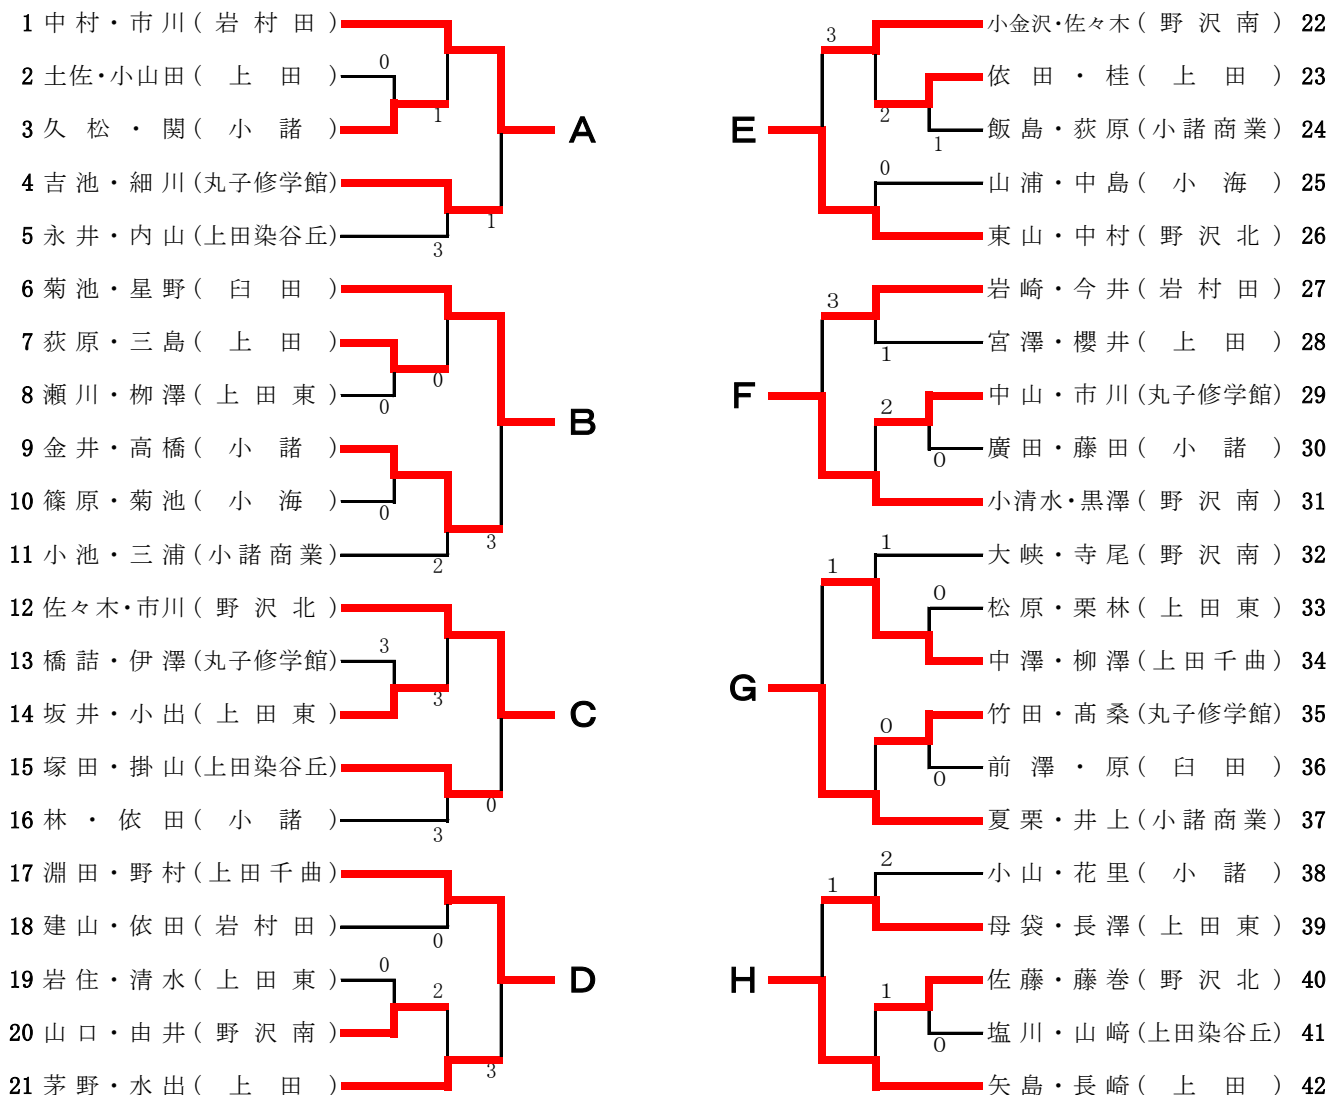 1 中村・市川(岩村田)
2 土佐・小山田(上田)
0
3 久松・関(小諸)
1
A
4 吉池・細川(丸子修学館)
1
5 永井・内山(上田染谷丘)
3
6 菊池・星野(臼田)
7 荻原・三島(上田)
0
8 瀬川・栁澤(上田東)
0
B
9 金井・高橋(小諸)
10 篠原・菊池(小海)
0
3
11 小池・三浦(小諸商業)
2
12 佐々木・市川(野沢北)
13 橋詰・伊澤(丸子修学館)
3
3
14 坂井・小出(上田東)
C
15 塚田・掛山(上田染谷丘)
0
16 林・依田(小諸)
3
17 淵田・野村(上田千曲)
18 建山・依田(岩村田)
0
19 岩住・清水(上田東)
0
D
2
20 山口・由井(野沢南)
3
21 茅野・水出(上田)
小金沢・佐々木(野沢南) 22
3
依田・桂(上田) 23
2
飯島・荻原(小諸商業) 24
1
E
0
山浦・中島(小海) 25
東山・中村(野沢北) 26
岩崎・今井(岩村田) 27
3
宮澤・櫻井(上田) 28
1
F
中山・市川(丸子修学館) 29
2
廣田・藤田(小諸) 30
0
小清水・黒澤(野沢南) 31
1
大峡・寺尾(野沢南) 32
1
0
松原・栗林(上田東) 33
中澤・柳澤(上田千曲) 34
G
竹田・髙桑(丸子修学館) 35
0
前澤・原(臼田) 36
0
夏栗・井上(小諸商業) 37
2
小山・花里(小諸) 38
1
母袋・長澤(上田東) 39
H
佐藤・藤巻(野沢北) 40
1
塩川・山﨑(上田染谷丘) 41
0
矢島・長崎(上田) 42